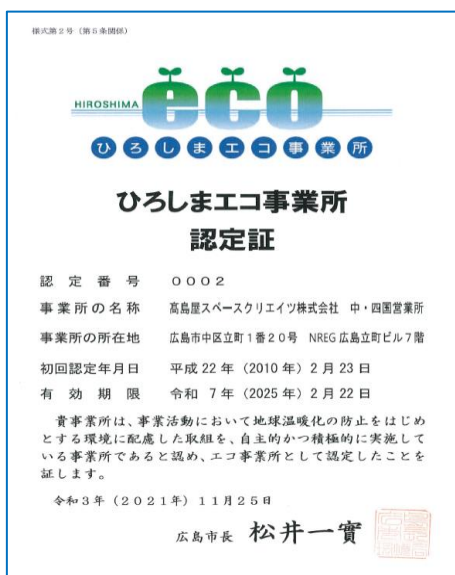 様式第2号（第5条関係）
HIROSHIMA eco
ひろしまエコ事業所
ひろしまエコ事業所
認定証
認定番号 0002
事業所の名称 髙島屋スペースクリエイツ株式会社 中・四国営業所
事業所の所在地 広島市中区立町1番20号 NREG広島立町ビル7階
初回認定年月日 平成22年（2010年）2月23日
有効期限 令和7年（2025年）2月22日
貴事業所は、事業活動において地球温暖化の防止をはじめ
とする環境に配慮した取組を、自主的かつ積極的に実施して
いる事業所であると認め、エコ事業所として認定したことを
証します。
令和3年（2021年）11月25日
広島市長 松井一實